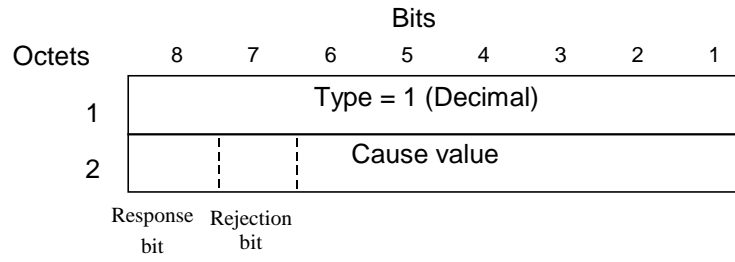 Bits
Octets 8 7 6 5 4 3 2 1
1 Type = 1 (Decimal)
2 Cause value
Response Rejection
bit bit